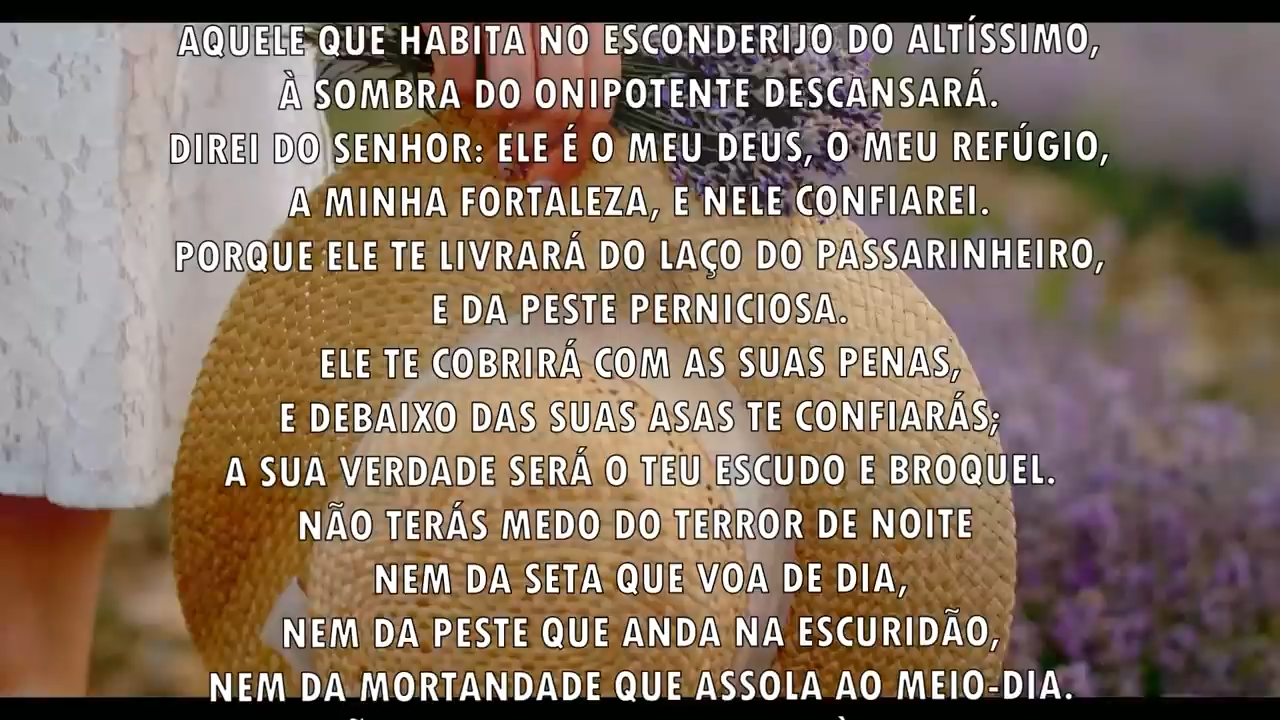 AQUELE QUE HABITA NO ESCONDERIJO DO ALTÍSSIMO,
À SOMBRA DO ONIPOTENTE DESCANSARÁ.
DIREI DO SENHOR: ELE É O MEU DEUS, O MEU REFÚGIO,
A MINHA FORTALEZA, E NELE CONFIAREI.
PORQUE ELE TE LIVRARÁ DO LAÇO DO PASSARINHEIRO,
E DA PESTE PERNICIOSA.
ELE TE COBRIRÁ COM AS SUAS PENAS,
E DEBAIXO DAS SUAS ASAS TE CONFIARÁS;
A SUA VERDADE SERÁ O TEU ESCUDO E BROQUEL.
NÃO TERÁS MEDO DO TERROR DE NOITE
NEM DA SETA QUE VOA DE DIA,
NEM DA PESTE QUE ANDA NA ESCURIDÃO,
NEM DA MORTANDADE QUE ASSOLA AO MEIO-DIA.